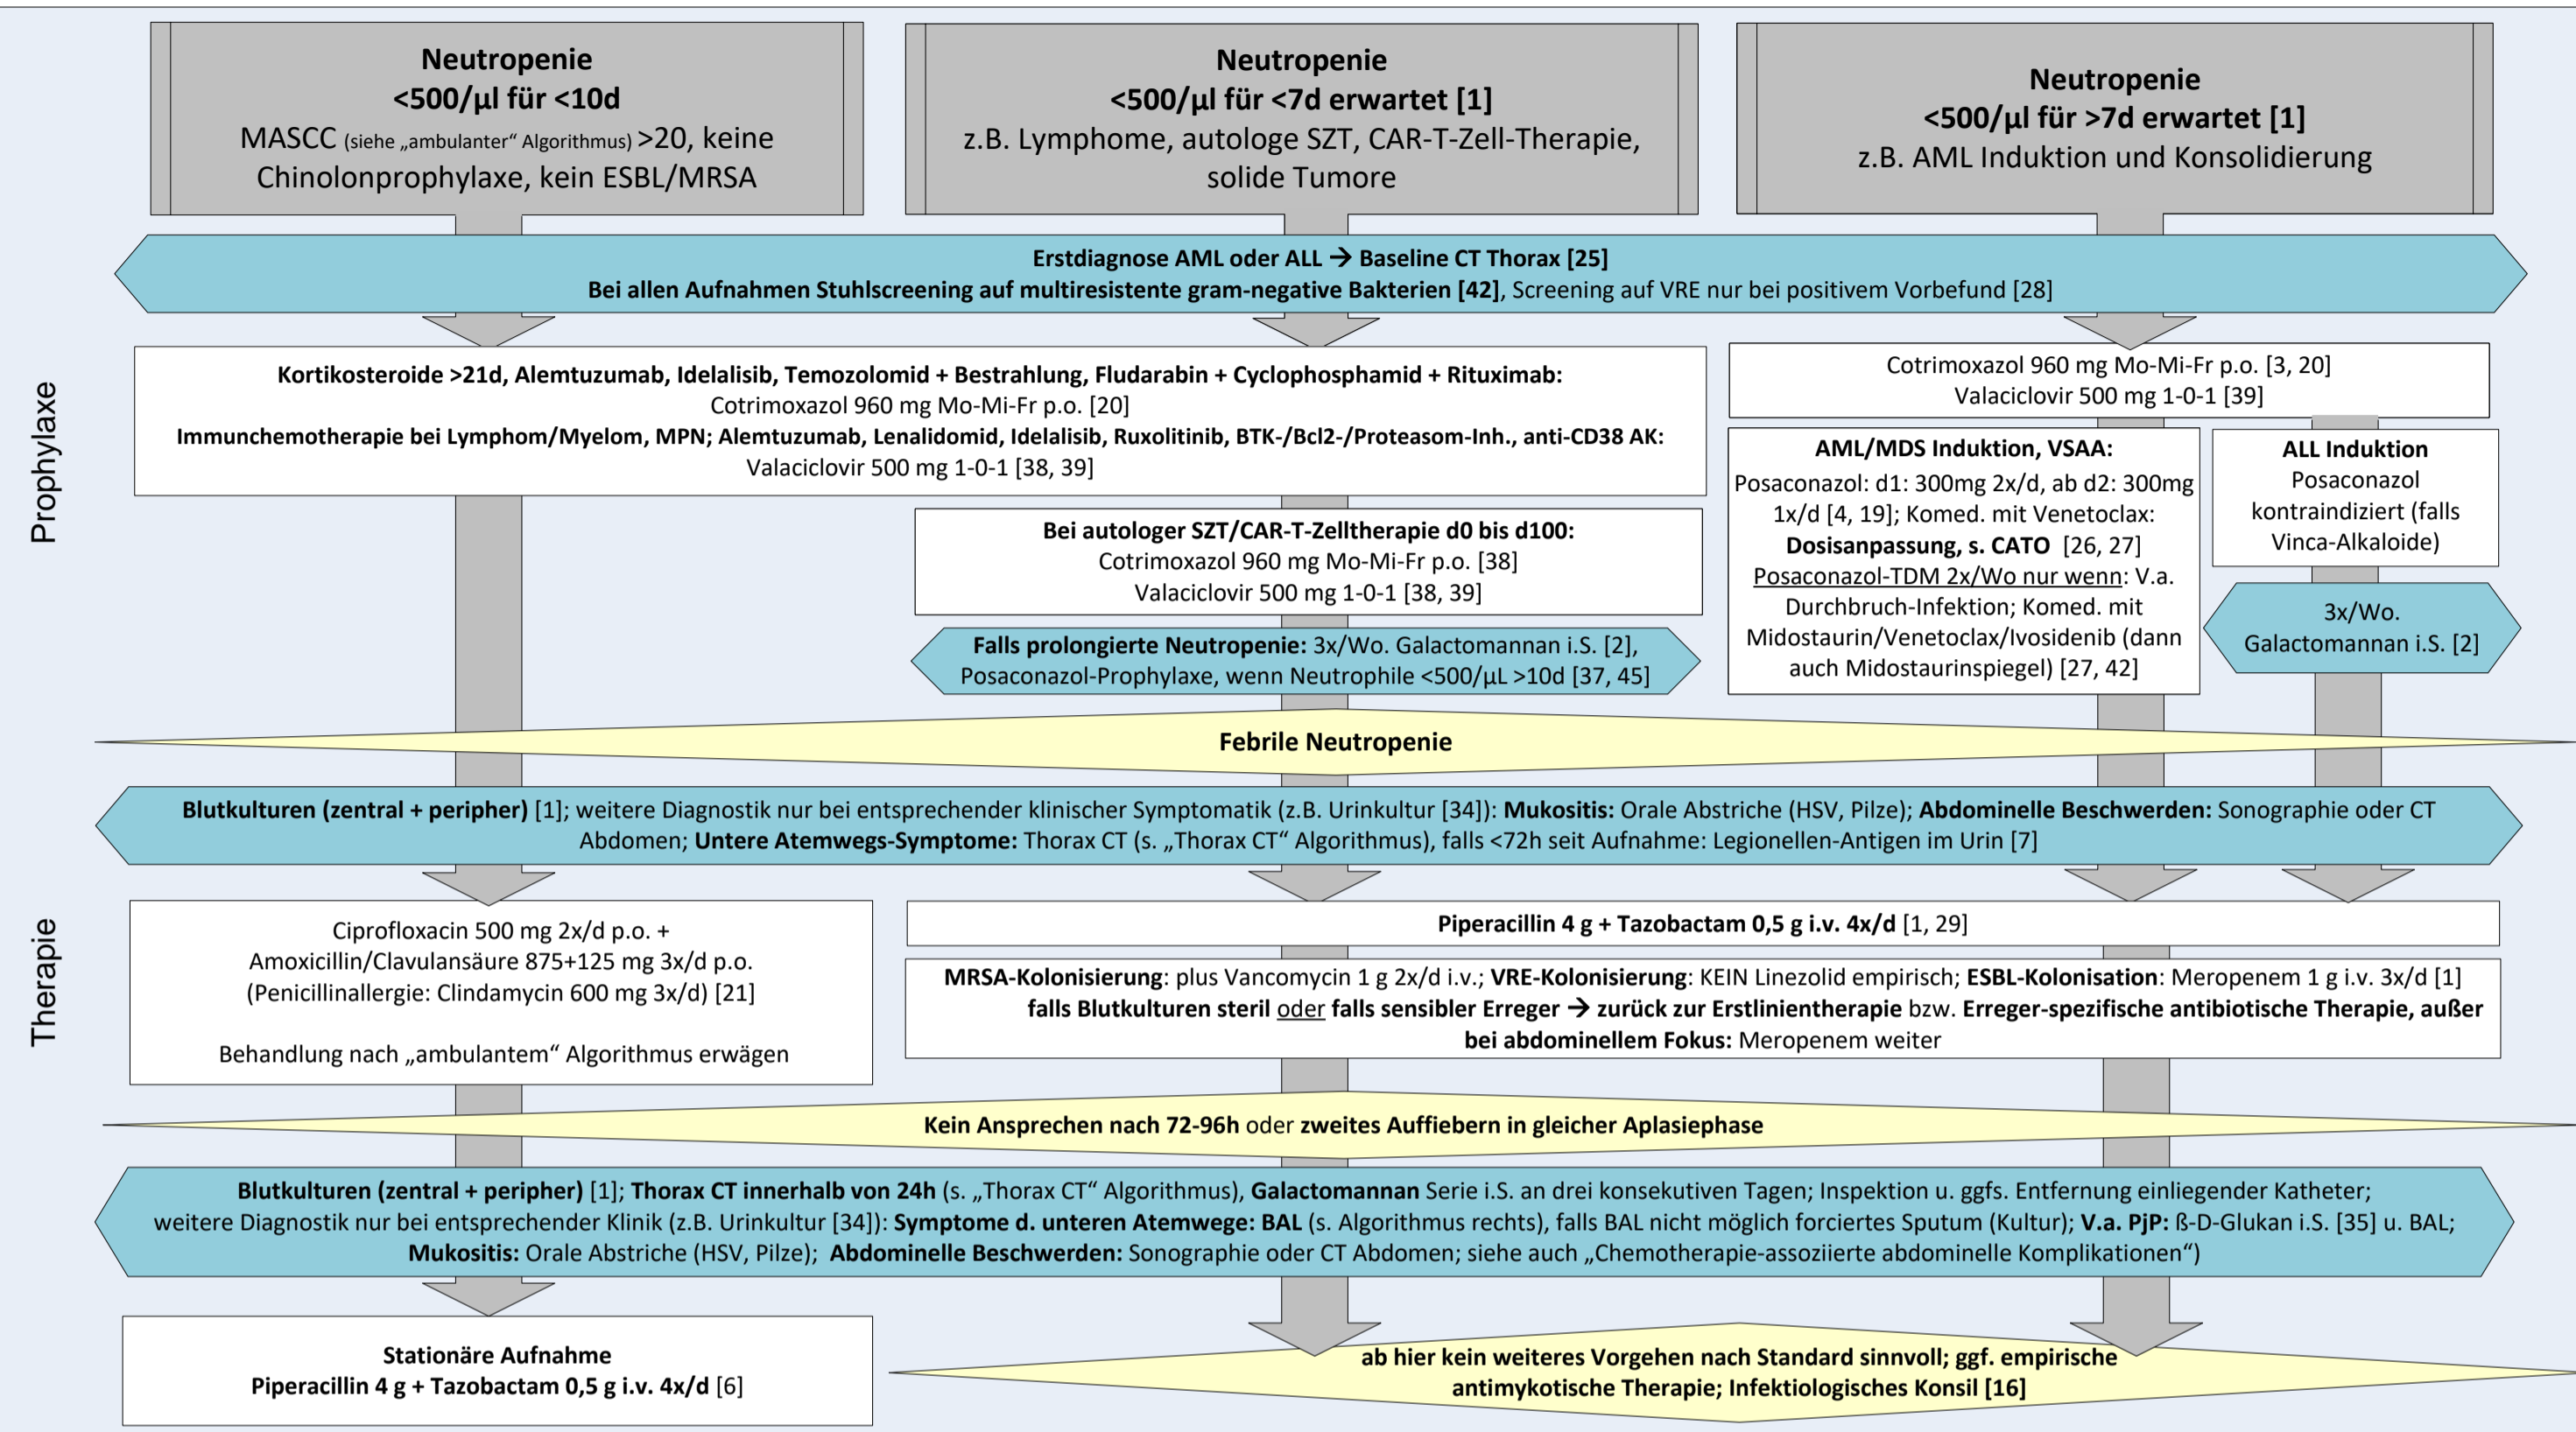 Neutropenie
<500/µl für <10d
MASCC (siehe „ambulanter“ Algorithmus) >20, keine
Chinolonprophylaxe, kein ESBL/MRSA
Neutropenie
<500/µl für <7d erwartet [1]
z.B. Lymphome, autologe SZT, CAR-T-Zell-Therapie,
solide Tumore
Neutropenie
<500/µl für >7d erwartet [1]
z.B. AML Induktion und Konsolidierung
Erstdiagnose AML oder ALL → Baseline CT Thorax [25]
Bei allen Aufnahmen Stuhlscreening auf multiresistente gram-negative Bakterien [42], Screening auf VRE nur bei positivem Vorbefund [28]
Prophylaxe
Kortikosteroide >21d, Alemtuzumab, Idelalisib, Temozolomid + Bestrahlung, Fludarabin + Cyclophosphamid + Rituximab:
Cotrimoxazol 960 mg Mo-Mi-Fr p.o. [20]
Immunchemotherapie bei Lymphom/Myelom, MPN; Alemtuzumab, Lenalidomid, Idelalisib, Ruxolitinib, BTK-/Bcl2-/Proteasom-Inh., anti-CD38 AK:
Valaciclovir 500 mg 1-0-1 [38, 39]
Cotrimoxazol 960 mg Mo-Mi-Fr p.o. [3, 20]
Valaciclovir 500 mg 1-0-1 [39]
Bei autologer SZT/CAR-T-Zelltherapie d0 bis d100:
Cotrimoxazol 960 mg Mo-Mi-Fr p.o. [38]
Valaciclovir 500 mg 1-0-1 [38, 39]
Falls prolongierte Neutropenie: 3x/Wo. Galactomannan i.S. [2],
Posaconazol-Prophylaxe, wenn Neutrophile <500/µL >10d [37, 45]
AML/MDS Induktion, VSAA:
Posaconazol: d1: 300mg 2x/d, ab d2: 300mg
1x/d [4, 19]; Komed. mit Venetoclax:
Dosisanpassung, s. CATO [26, 27]
Posaconazol-TDM 2x/Wo nur wenn: V.a.
Durchbruch-Infektion; Komed. mit
Midostaurin/Venetoclax/Ivosidenib (dann
auch Midostaurinspiegel) [27, 42]
ALL Induktion
Posaconazol
kontraindiziert (falls
Vinca-Alkaloide)
3x/Wo.
Galactomannan i.S. [2]
Febrile Neutropenie
Blutkulturen (zentral + peripher) [1]; weitere Diagnostik nur bei entsprechender klinischer Symptomatik (z.B. Urinkultur [34]): Mukositis: Orale Abstriche (HSV, Pilze); Abdominelle Beschwerden: Sonographie oder CT
Abdomen; Untere Atemwegs-Symptome: Thorax CT (s. „Thorax CT“ Algorithmus), falls <72h seit Aufnahme: Legionellen-Antigen im Urin [7]
Therapie
Ciprofloxacin 500 mg 2x/d p.o. +
Amoxicillin/Clavulansäure 875+125 mg 3x/d p.o.
(Penicillinallergie: Clindamycin 600 mg 3x/d) [21]
Behandlung nach „ambulantem“ Algorithmus erwägen
Piperacillin 4 g + Tazobactam 0,5 g i.v. 4x/d [1, 29]
MRSA-Kolonisierung: plus Vancomycin 1 g 2x/d i.v.; VRE-Kolonisierung: KEIN Linezolid empirisch; ESBL-Kolonisation: Meropenem 1 g i.v. 3x/d [1]
falls Blutkulturen steril oder falls sensibler Erreger → zurück zur Erstlinientherapie bzw. Erreger-spezifische antibiotische Therapie, außer
bei abdominellem Fokus: Meropenem weiter
Kein Ansprechen nach 72-96h oder zweites Auffiebern in gleicher Aplasiephase
Blutkulturen (zentral + peripher) [1]; Thorax CT innerhalb von 24h (s. „Thorax CT“ Algorithmus), Galactomannan Serie i.S. an drei konsekutiven Tagen; Inspektion u. ggfs. Entfernung einliegender Katheter;
weitere Diagnostik nur bei entsprechender Klinik (z.B. Urinkultur [34]): Symptome d. unteren Atemwege: BAL (s. Algorithmus rechts), falls BAL nicht möglich forciertes Sputum (Kultur); V.a. PjP: ß-D-Glukan i.S. [35] u. BAL;
Mukositis: Orale Abstriche (HSV, Pilze); Abdominelle Beschwerden: Sonographie oder CT Abdomen; siehe auch „Chemotherapie-assoziierte abdominelle Komplikationen“)
Stationäre Aufnahme
Piperacillin 4 g + Tazobactam 0,5 g i.v. 4x/d [6]
ab hier kein weiteres Vorgehen nach Standard sinnvoll; ggf. empirische
antimykotische Therapie; Infektiologisches Konsil [16]